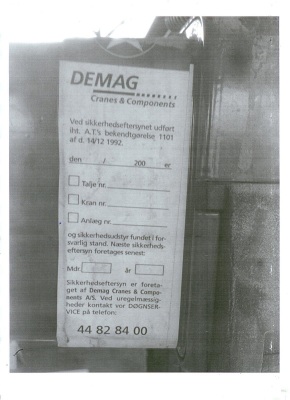 DEMAG
Cranes & Components
Ved sikkerhedseftersynet udført
iht. A.T.'s bekendtgørelse 1101
af d. 14/12 1992.
den / 200 er
Talje nr.
Kran nr.
Anlæg nr.
og sikkerhedsudstyr fundet i for-
svarlig stand. Næste sikkerheds-
eftersyn foretages senest:
Mdr. år
Sikkerhedseftersyn er foreta-
get af Demag Cranes & Compo-
nents A/S. Ved uregelmæssig-
heder kontakt vor DØGNSER-
VICE på telefon:
44 82 84 00